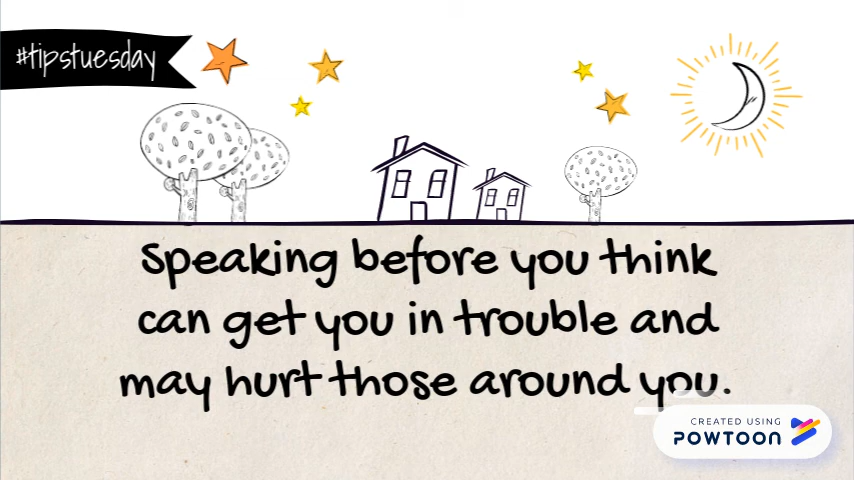 #tipstuesday
Speaking before you think
can get you in trouble and
may hurt those around you.
CREATED USING
POWTOON